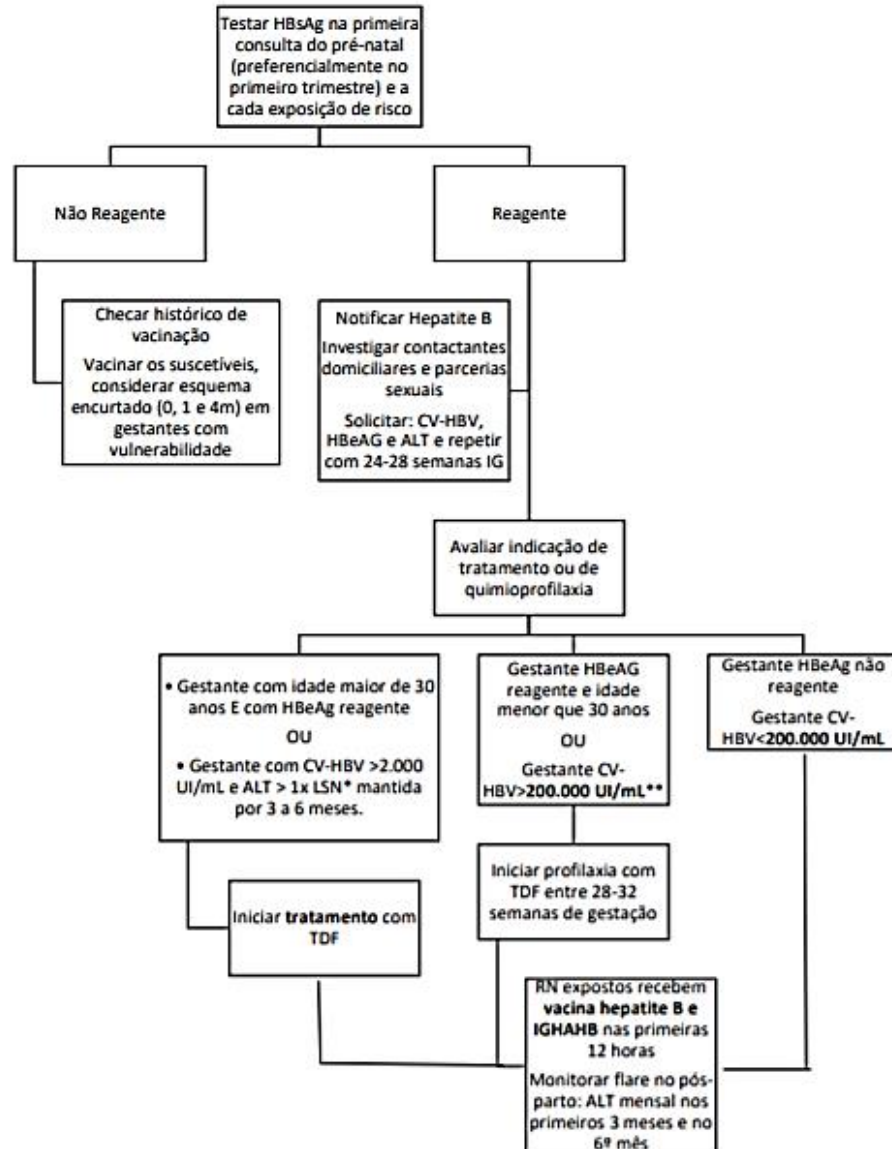 Testar HBsAg na primeira
consulta do pré-natal
(preferencialmente no
primeiro trimestre) e a
cada exposição de risco
Não Reagente
Reagente
Checar histórico de
vacinação
Vacinar os suscetíveis,
considerar esquema
encurtado (0, 1 e 4m) em
gestantes com
vulnerabilidade
Notificar Hepatite B
Investigar contactantes
domiciliares e parcerias
sexuais
Solicitar: CV-HBV,
HBeAG e ALT e repetir
com 24-28 semanas IG
Avaliar indicação de
tratamento ou de
quimioprofilaxia
• Gestante com idade maior de 30
anos E com HBeAg reagente
OU
• Gestante com CV-HBV >2.000
UI/mL e ALT > 1x LSN* mantida
por 3 a 6 meses.
Gestante HBeAG
reagente e idade
menor que 30 anos
OU
Gestante CV-
HBV>200.000 UI/mL**
Gestante HBeAg não
reagente
Gestante CV-
HBV<200.000 UI/mL
Iniciar tratamento com
TDF
Iniciar profilaxia com
TDF entre 28-32
semanas de gestação
RN expostos recebem
vacina hepatite B e
IGHAHB nas primeiras
12 horas
Monitorar flare no pós-
parto: ALT mensal nos
primeiros 3 meses e no
6º mês